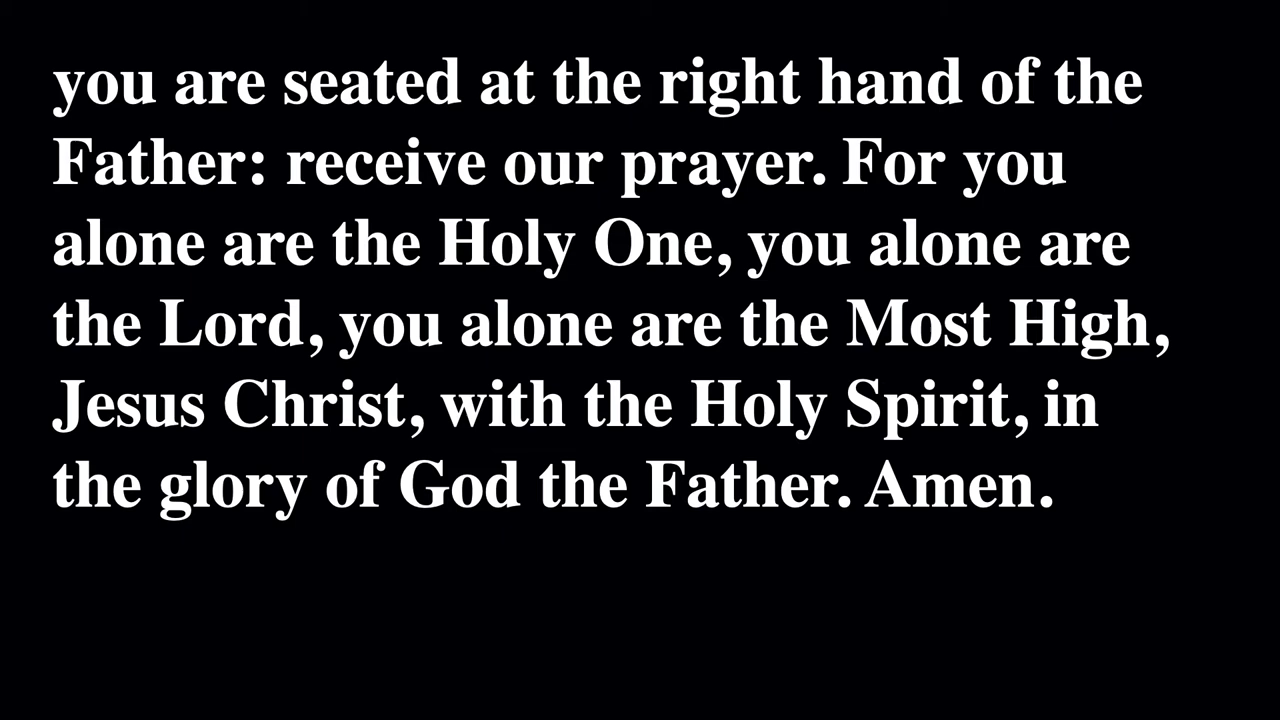 you are seated at the right hand of the
Father: receive our prayer. For you
alone are the Holy One, you alone are
the Lord, you alone are the Most High,
Jesus Christ, with the Holy Spirit, in
the glory of God the Father. Amen.